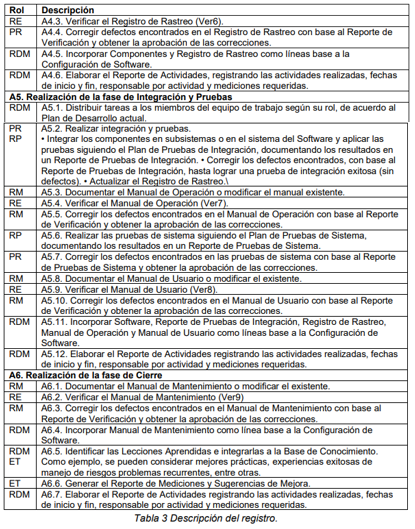 Rol Descripción
RE A4.3. Verificar el Registro de Rastreo (Ver6).
PR A4.4. Corregir defectos encontrados en el Registro de Rastreo con base al Reporte de
Verificación y obtener la aprobación de las correcciones.
RDM A4.5. Incorporar Componentes y Registro de Rastreo como líneas base a la
Configuración de Software.
RDM A4.6. Elaborar el Reporte de Actividades, registrando las actividades realizadas, fechas
de inicio y fin, responsable por actividad y mediciones requeridas.
A5. Realización de la fase de Integración y Pruebas
RDM A5.1. Distribuir tareas a los miembros del equipo de trabajo según su rol, de acuerdo al
Plan de Desarrollo actual.
PR A5.2. Realizar integración y pruebas.
RP • Integrar los componentes en subsistemas o en el sistema del Software y aplicar las
pruebas siguiendo el Plan de Pruebas de Integración, documentando los resultados en
un Reporte de Pruebas de Integración. • Corregir los defectos encontrados, con base al
Reporte de Pruebas de Integración, hasta lograr una prueba de integración exitosa (sin
defectos). • Actualizar el Registro de Rastreo.\
RM A5.3. Documentar el Manual de Operación o modificar el manual existente.
RE A5.4. Verificar el Manual de Operación (Ver7).
RM A5.5. Corregir los defectos encontrados en el Manual de Operación con base al Reporte
de Verificación y obtener la aprobación de las correcciones.
RP A5.6. Realizar las pruebas de sistema siguiendo el Plan de Pruebas de Sistema,
documentando los resultados en un Reporte de Pruebas de Sistema.
PR A5.7. Corregir los defectos encontrados en las pruebas de sistema con base al Reporte
de Pruebas de Sistema y obtener la aprobación de las correcciones.
RM A5.8. Documentar el Manual de Usuario o modificar el existente.
RE A5.9. Verificar el Manual de Usuario (Ver8).
RM A5.10. Corregir los defectos encontrados en el Manual de Usuario con base al Reporte
de Verificación y obtener la aprobación de las correcciones.
RDM A5.11. Incorporar Software, Reporte de Pruebas de Integración, Registro de Rastreo,
Manual de Operación y Manual de Usuario como líneas base a la Configuración de
Software.
RDM A5.12. Elaborar el Reporte de Actividades registrando las actividades realizadas, fechas
de inicio y fin, responsable por actividad y mediciones requeridas.
A6. Realización de la fase de Cierre
RM A6.1. Documentar el Manual de Mantenimiento o modificar el existente.
RE A6.2. Verificar el Manual de Mantenimiento (Ver9)
RM A6.3. Corregir los defectos encontrados en el Manual de Mantenimiento con base al
Reporte de Verificación y obtener la aprobación de las correcciones.
RDM A6.4. Incorporar Manual de Mantenimiento como línea base a la Configuración de
Software.
RDM A6.5. Identificar las Lecciones Aprendidas e integrarlas a la Base de Conocimiento.
ET Como ejemplo, se pueden considerar mejores prácticas, experiencias exitosas de
manejo de riesgos problemas recurrentes, entre otras.
ET A6.6. Generar el Reporte de Mediciones y Sugerencias de Mejora.
RDM A6.7. Elaborar el Reporte de Actividades registrando las actividades realizadas, fechas
de inicio y fin, responsable por actividad y mediciones requeridas.
Tabla 3 Descripción del registro.